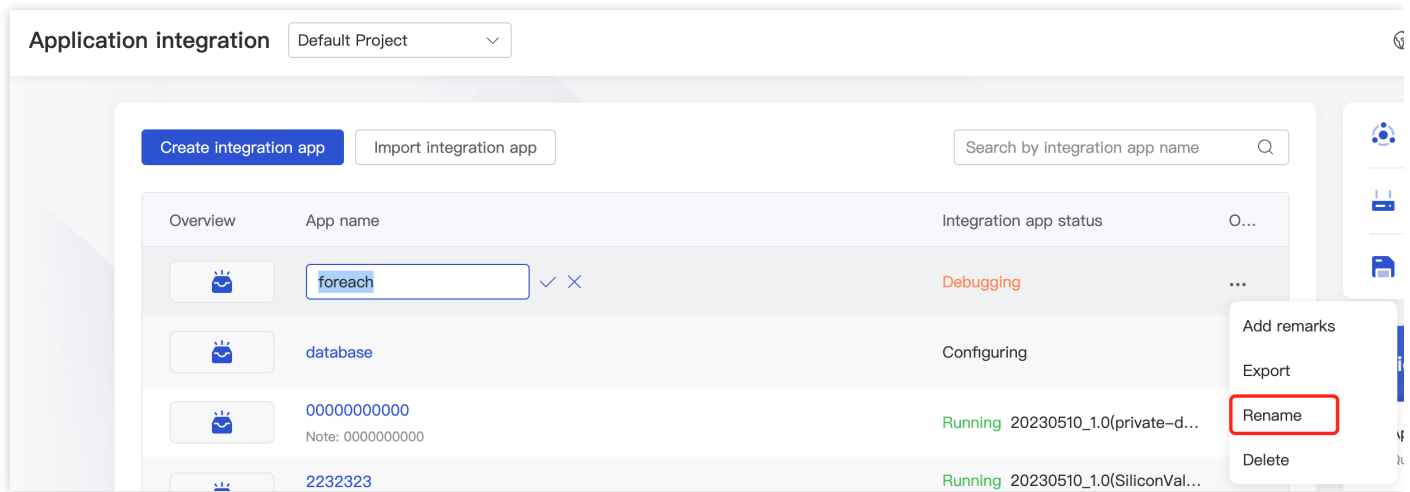 Application integration Default Project
Create integration app Import integration app Search by integration app name
Overview App name Integration app status O...
foreach Debugging ...
Add remarks
database Configuring
Export
00000000000
Note: 0000000000
Running 20230510_1.0(private-d...
Rename
Delete
2232323 Running 20230510_1.0(SiliconVal...